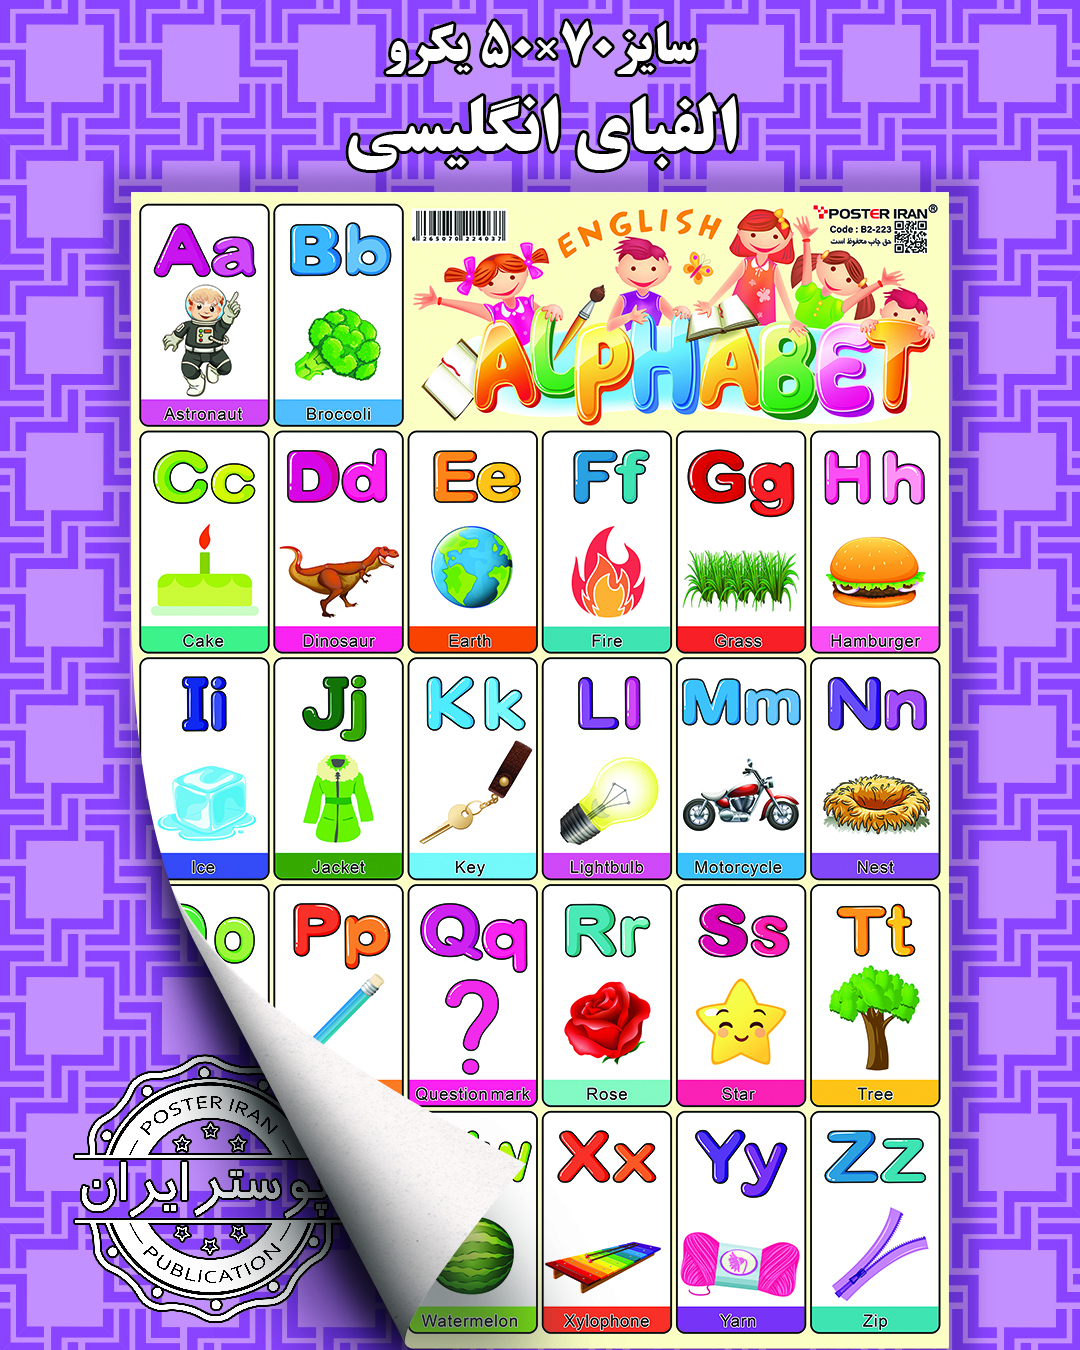 سایز ۷۰×۵۰ یکرو
الفبای انگلیسی
Aa
Astronaut
Bb
Broccoli
6265070224037
ENGLISH
ALPHABET
POSTER IRAN®
Code : B2-223
حق چاپ محفوظ است
Cc
Cake
Dd
Dinosaur
Ee
Earth
Ff
Fire
Gg
Grass
Hh
Hamburger
Ii
Ice
Jj
Jacket
Kk
Key
Ll
Lightbulb
Mm
Motorcycle
Nn
Nest
Oo
Pp
Qq
?
Question mark
Rr
Rose
Ss
Star
Tt
Tree
Watermelon
Xx
Xylophone
Yy
Yarn
Zz
Zip
POSTER IRAN
پوستر ایران
PUBLICATION